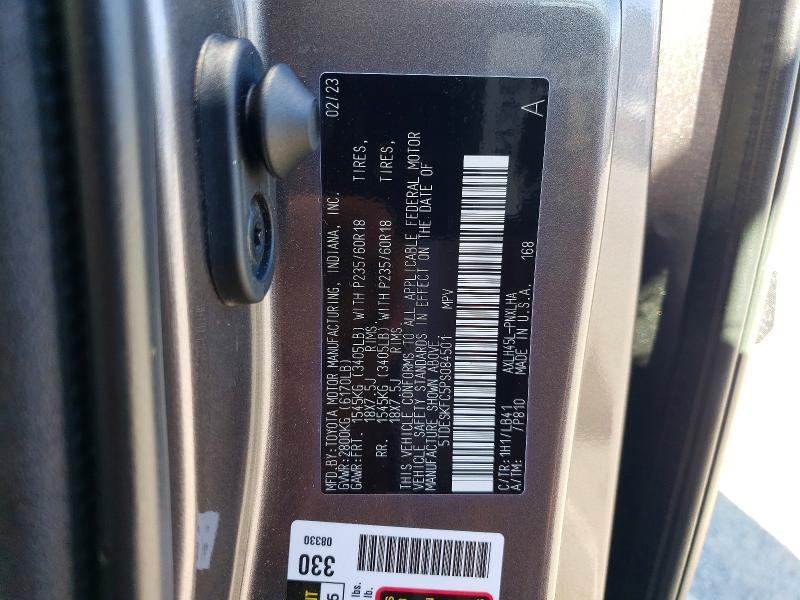 MFD.BY:TOYOTA MOTOR MANUFACTURING, INDIANA, INC. 02/23
GVWR:2800KG (6170LB)
GAWR:FRT. 1545KG (3405LB) WITH P235/60R18 TIRES,
18X7.5J RIMS.
RR. 1545KG (3405LB) WITH P235/60R18 TIRES,
18X7.5J RIMS.
THIS VEHICLE CONFORMS TO ALL APPLICABLE FEDERAL MOTOR
VEHICLE SAFETY STANDARDS IN EFFECT ON THE DATE OF
MANUFACTURE SHOWN ABOVE.
5TDESKFC5PS084501 MPV
C/TR:1H1/LB41 AXLH45L-PNXLHA
A/TM: /P810 MADE IN U.S.A. 168
A
330
08330
lbs.
lb.